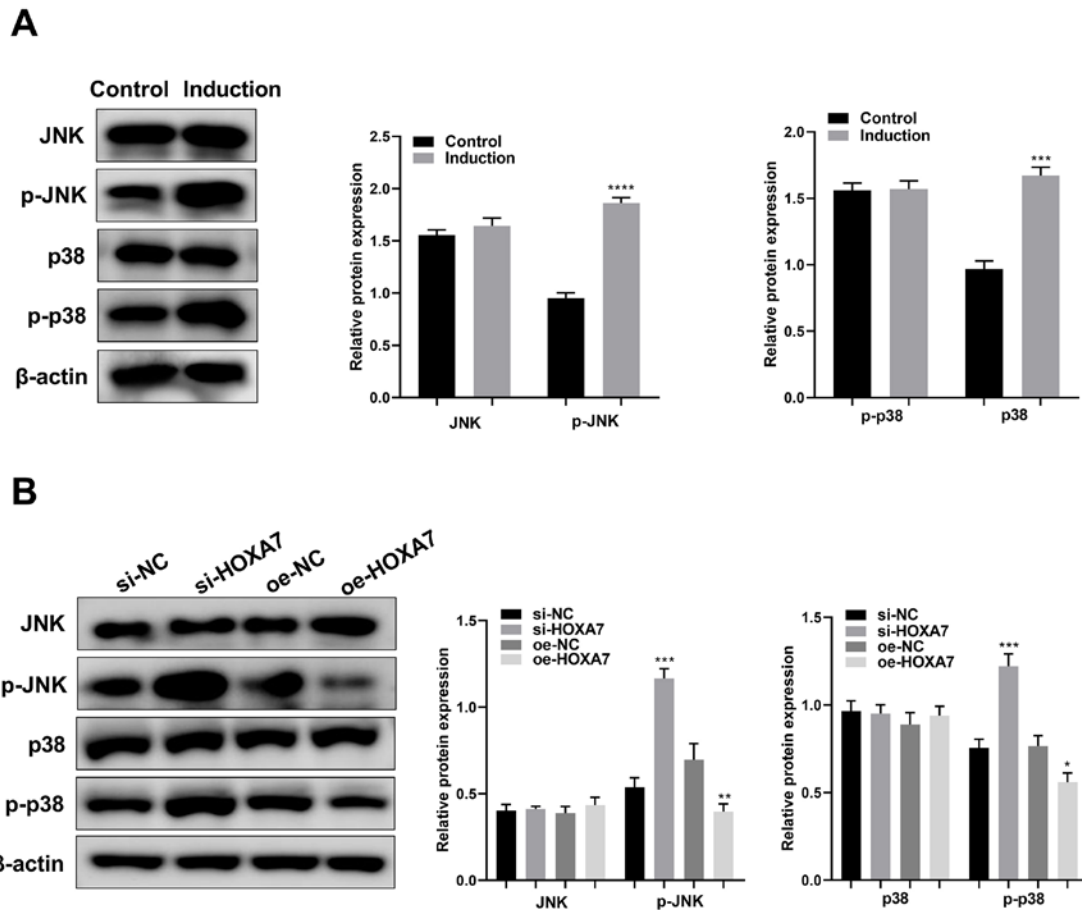 A
Control Induction
JNK
p-JNK
p38
p-p38
β-actin
Relative protein expression
2.5
2.0
1.5
1.0
0.5
0.0
Control
Induction
****
JNK p-JNK
Relative protein expression
2.0
1.5
1.0
0.5
0.0
Control
Induction
***
p-p38 p38
B
si-NC si-HOXA7 oe-NC oe-HOXA7
JNK
p-JNK
p38
p-p38
β-actin
Relative protein expression
1.5
1.0
0.5
0.0
si-NC
si-HOXA7
oe-NC
oe-HOXA7
***
**
JNK p-JNK
Relative protein expression
1.5
1.0
0.5
0.0
si-NC
si-HOXA7
oe-NC
oe-HOXA7
***
*
p38 p-p38